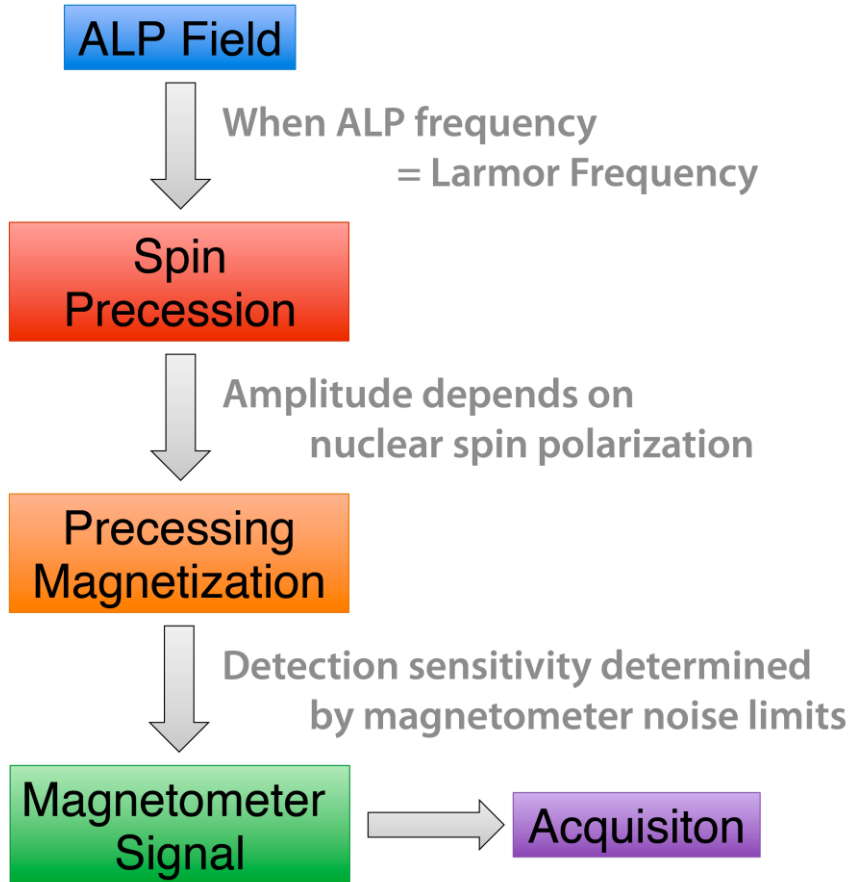 ALP Field
When ALP frequency
= Larmor Frequency
Spin
Precession
Amplitude depends on
nuclear spin polarization
Precessing
Magnetization
Detection sensitivity determined
by magnetometer noise limits
Magnetometer
Signal
Acquisiton